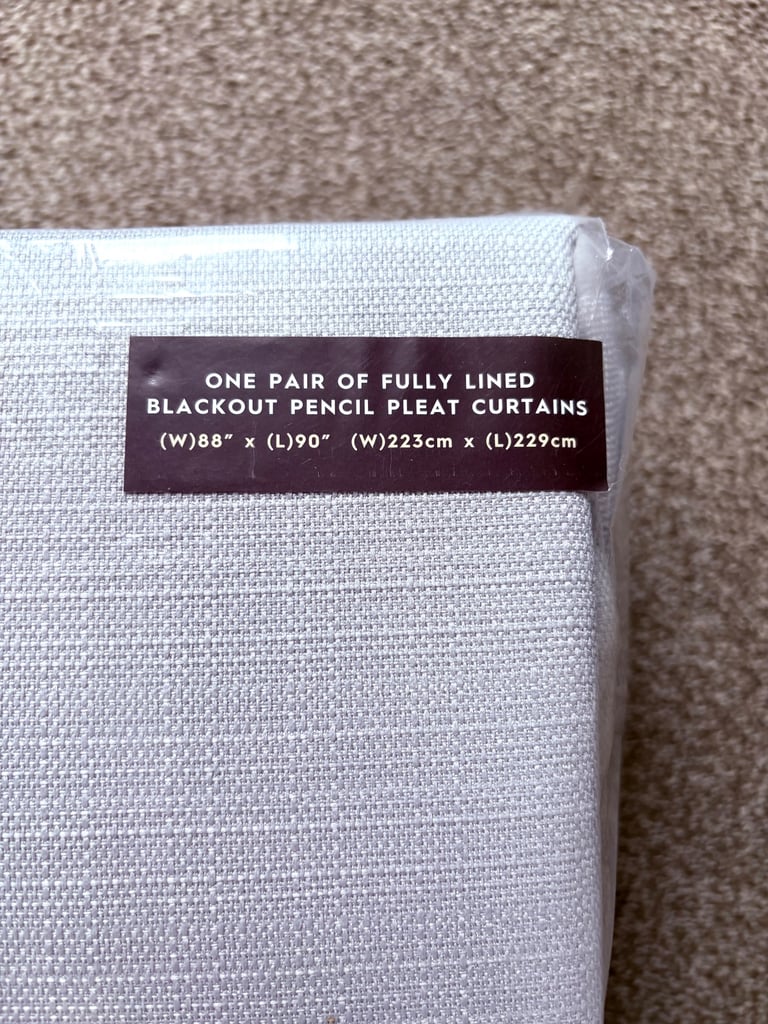 ONE PAIR OF FULLY LINED
BLACKOUT PENCIL PLEAT CURTAINS
(W)88" x (L)90" (W)223cm x (L)229cm